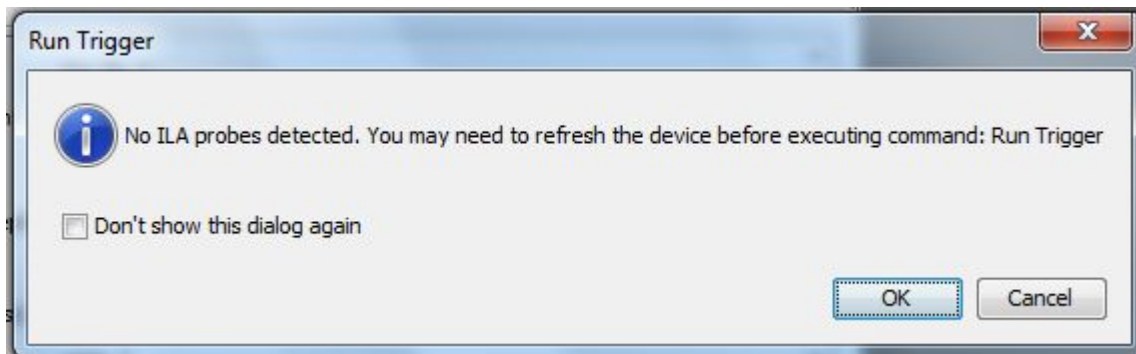 Run Trigger
No ILA probes detected. You may need to refresh the device before executing command: Run Trigger
Don't show this dialog again
OK
Cancel